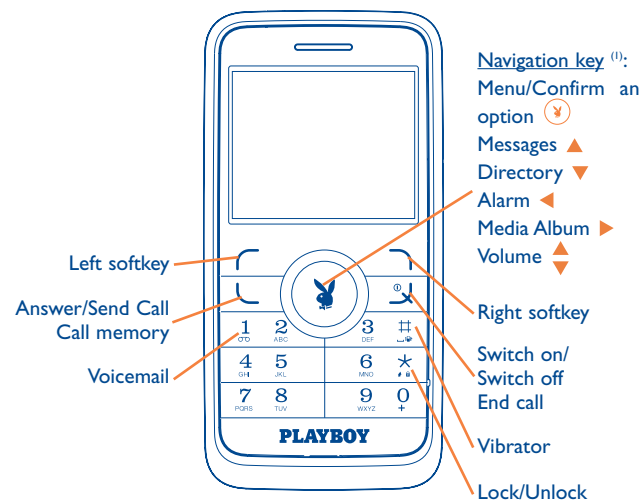 Navigation key (1):
Menu/Confirm an
option
Messages
Directory
Alarm
Media Album
Volume
Left softkey
Answer/Send Call
Call memory
Voicemail
Right softkey
Switch on/
Switch off
End call
Vibrator
Lock/Unlock
1 2 3 #
ABC DEF
4 5 6 *
GHI JKL MNO
7 8 9 0
PQRS TUV WXYZ +
PLAYBOY